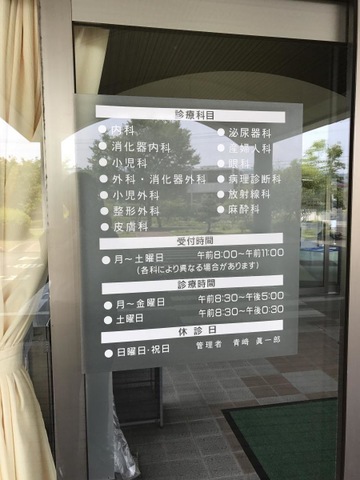 診療科目
●内科
●消化器内科
●小児科
●外科・消化器外科
●小児外科
●整形外科
●皮膚科
●泌尿器科
●産婦人科
●眼科
●病理診断科
●放射線科
●麻酔科
受付時間
●月～土曜日 午前8:00～午前11:00
(各科により異なる場合があります)
診療時間
●月～金曜日 午前8:30～午後5:00
●土曜日 午前8:30～午後0:30
休診日
●日曜日・祝日 管理者 青崎 眞一郎